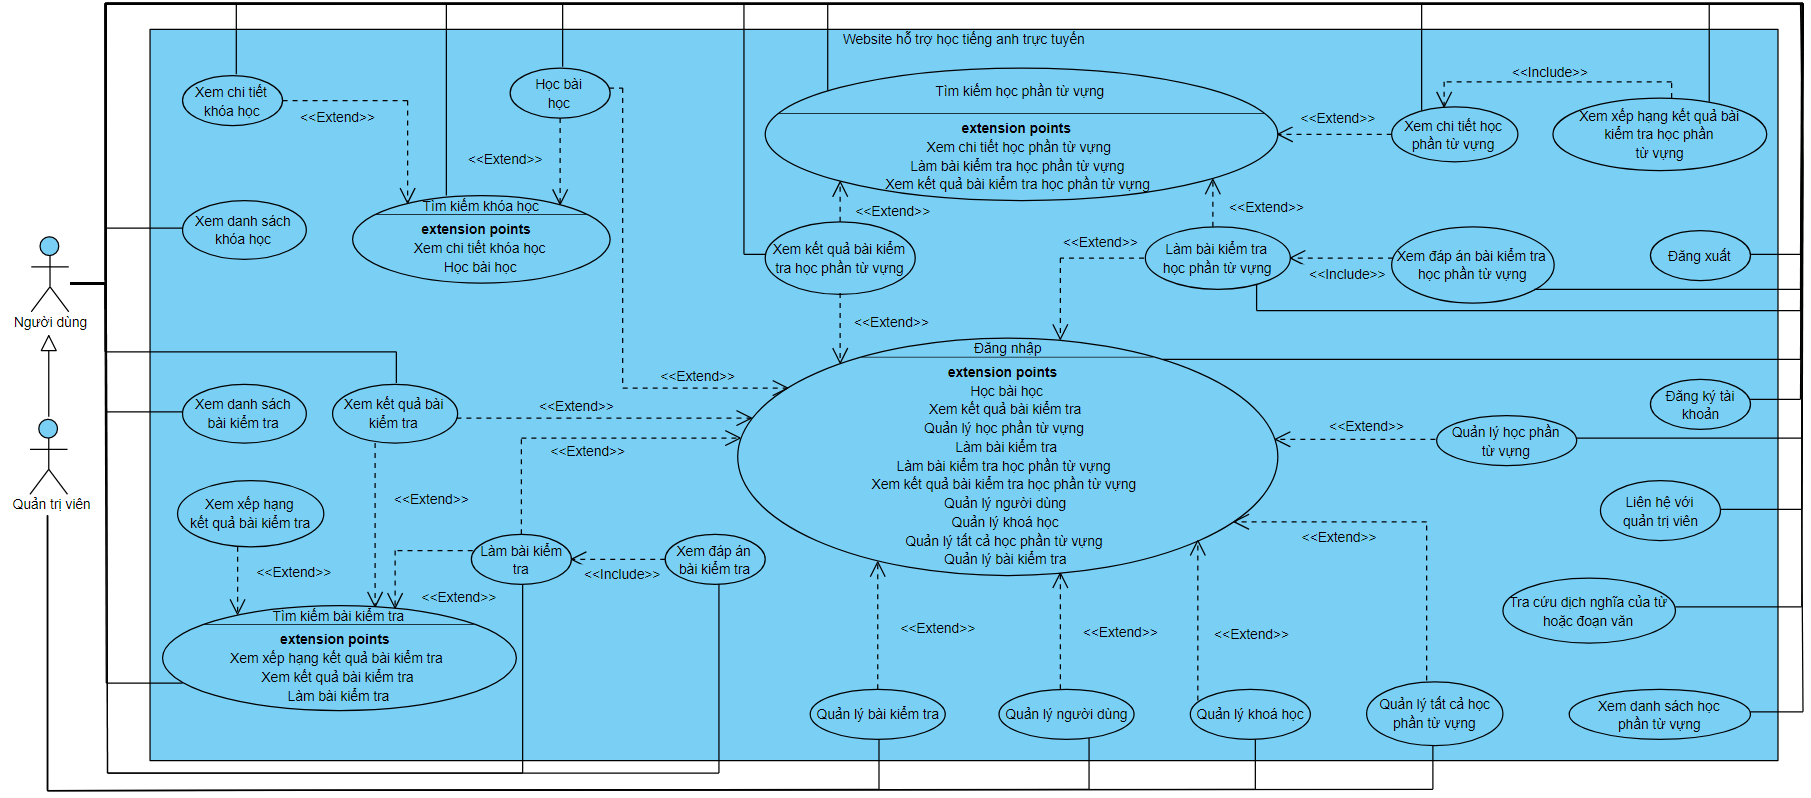 Website hỗ trợ học tiếng anh trực tuyến
Xem chi tiết
khóa học
<<Extend>>
Học bài
học
<<Extend>>
Tìm kiếm học phần từ vựng
extension points
Xem chi tiết học phần từ vựng
Làm bài kiểm tra học phần từ vựng
Xem kết quả bài kiểm tra học phần từ vựng
<<Extend>>
Xem chi tiết học
phần từ vựng
<<Include>>
Xem xếp hạng kết quả bài
kiểm tra học phần
từ vựng
Xem danh sách
khóa học
Tìm kiếm khóa học
extension points
Xem chi tiết khóa học
Học bài học
<<Extend>>
Xem kết quả bài kiểm
tra học phần từ vựng
<<Extend>>
<<Extend>>
<<Extend>>
Làm bài kiểm tra
học phần từ vựng
<<Include>>
Xem đáp án bài kiểm tra
học phần từ vựng
Đăng xuất
Người dùng
Đăng nhập
extension points
Học bài học
Xem kết quả bài kiểm tra
Quản lý học phần từ vựng
Làm bài kiểm tra
Làm bài kiểm tra học phần từ vựng
Xem kết quả bài kiểm tra học phần từ vựng
Quản lý người dùng
Quản lý khoá học
Quản lý tất cả học phần từ vựng
Quản lý bài kiểm tra
<<Extend>>
Xem danh sách
bài kiểm tra
Xem kết quả bài
kiểm tra
<<Extend>>
<<Extend>>
<<Extend>>
Đăng ký tài
khoản
<<Extend>>
Quản lý học phần
từ vựng
Quản trị viên
Xem xếp hạng
kết quả bài kiểm tra
<<Extend>>
Làm bài kiểm
tra
<<Include>>
<<Extend>>
Xem đáp án
bài kiểm tra
Liên hệ với
quản trị viên
<<Extend>>
Tìm kiếm bài kiểm tra
extension points
Xem xếp hạng kết quả bài kiểm tra
Xem kết quả bài kiểm tra
Làm bài kiểm tra
<<Extend>>
<<Extend>>
<<Extend>>
Tra cứu dịch nghĩa của từ
hoặc đoạn văn
Quản lý bài kiểm tra
Quản lý người dùng
Quản lý khoá học
Quản lý tất cả học
phần từ vựng
Xem danh sách học
phần từ vựng